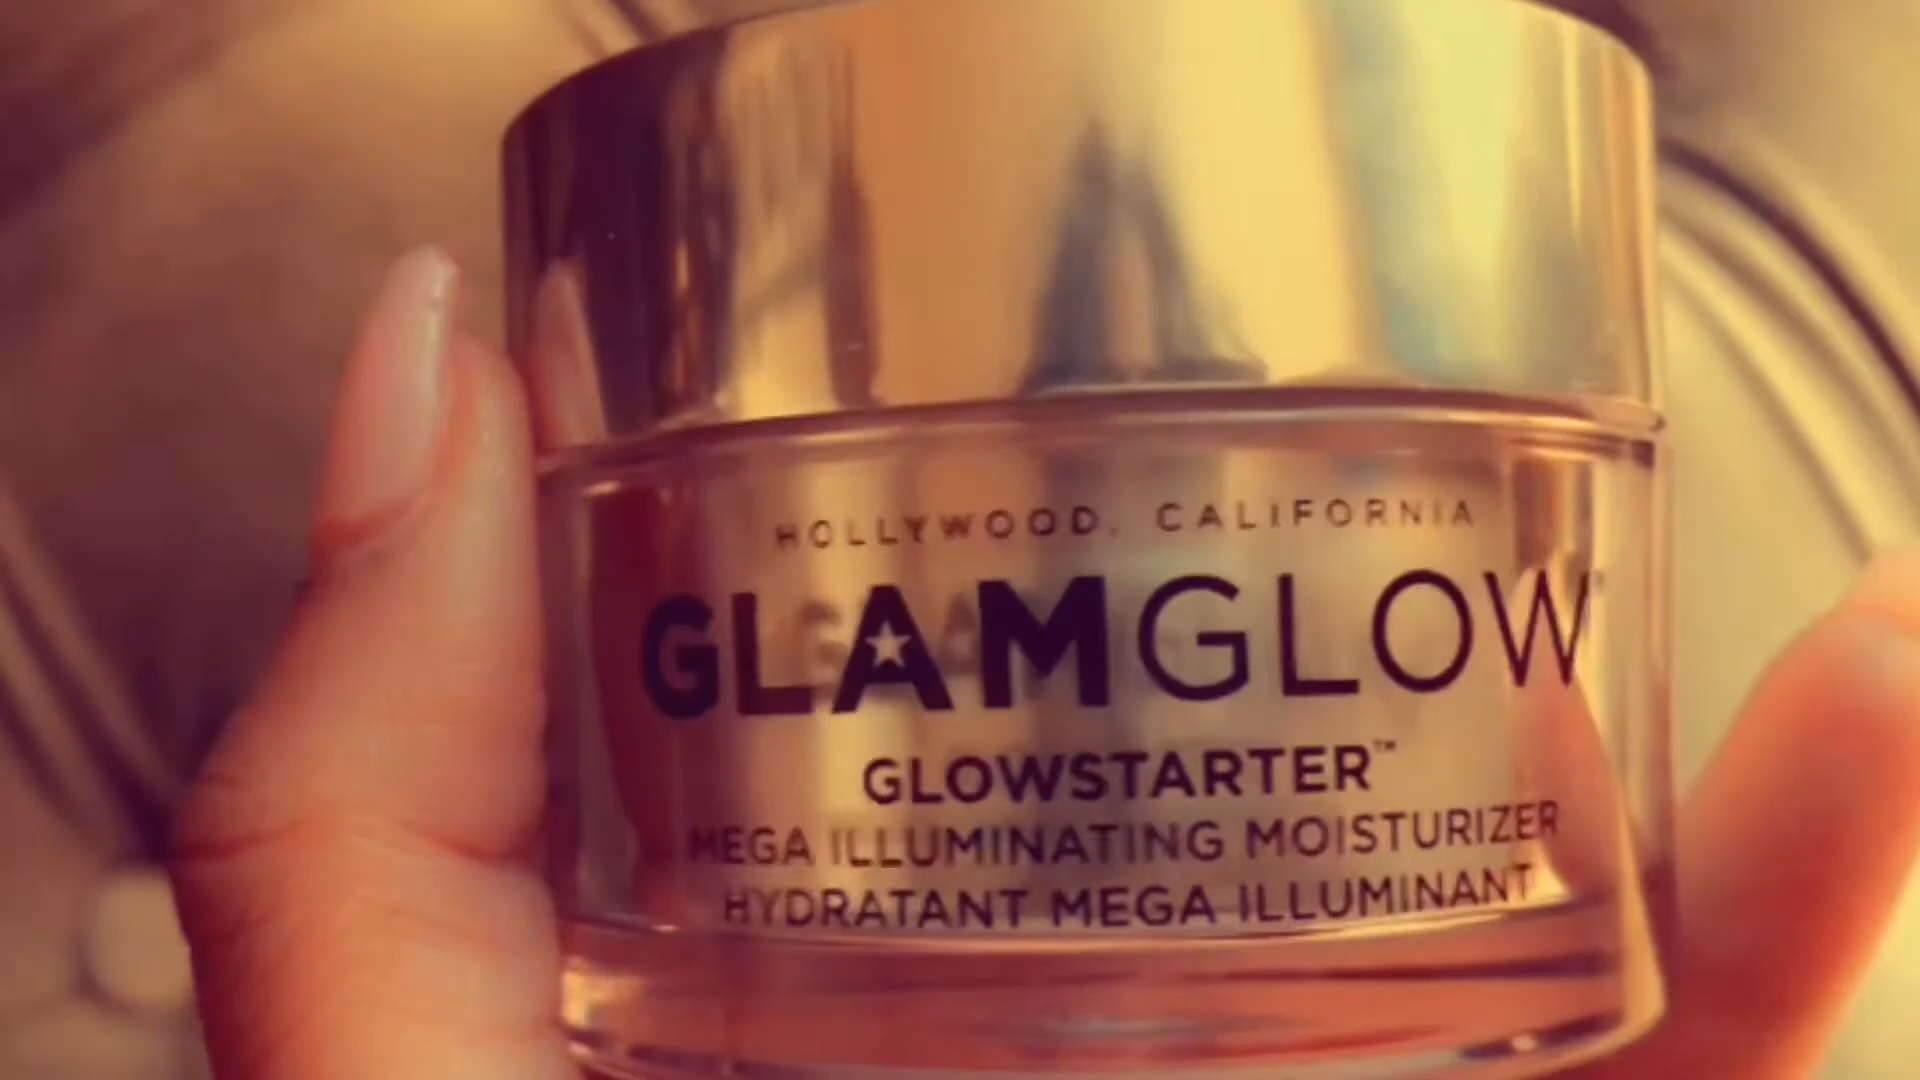 HOLLYWOOD, CALIFORNIA
GLAMGLOW
GLOWSTARTER™
MEGA ILLUMINATING MOISTURIZER
HYDRATANT MEGA ILLUMINANT